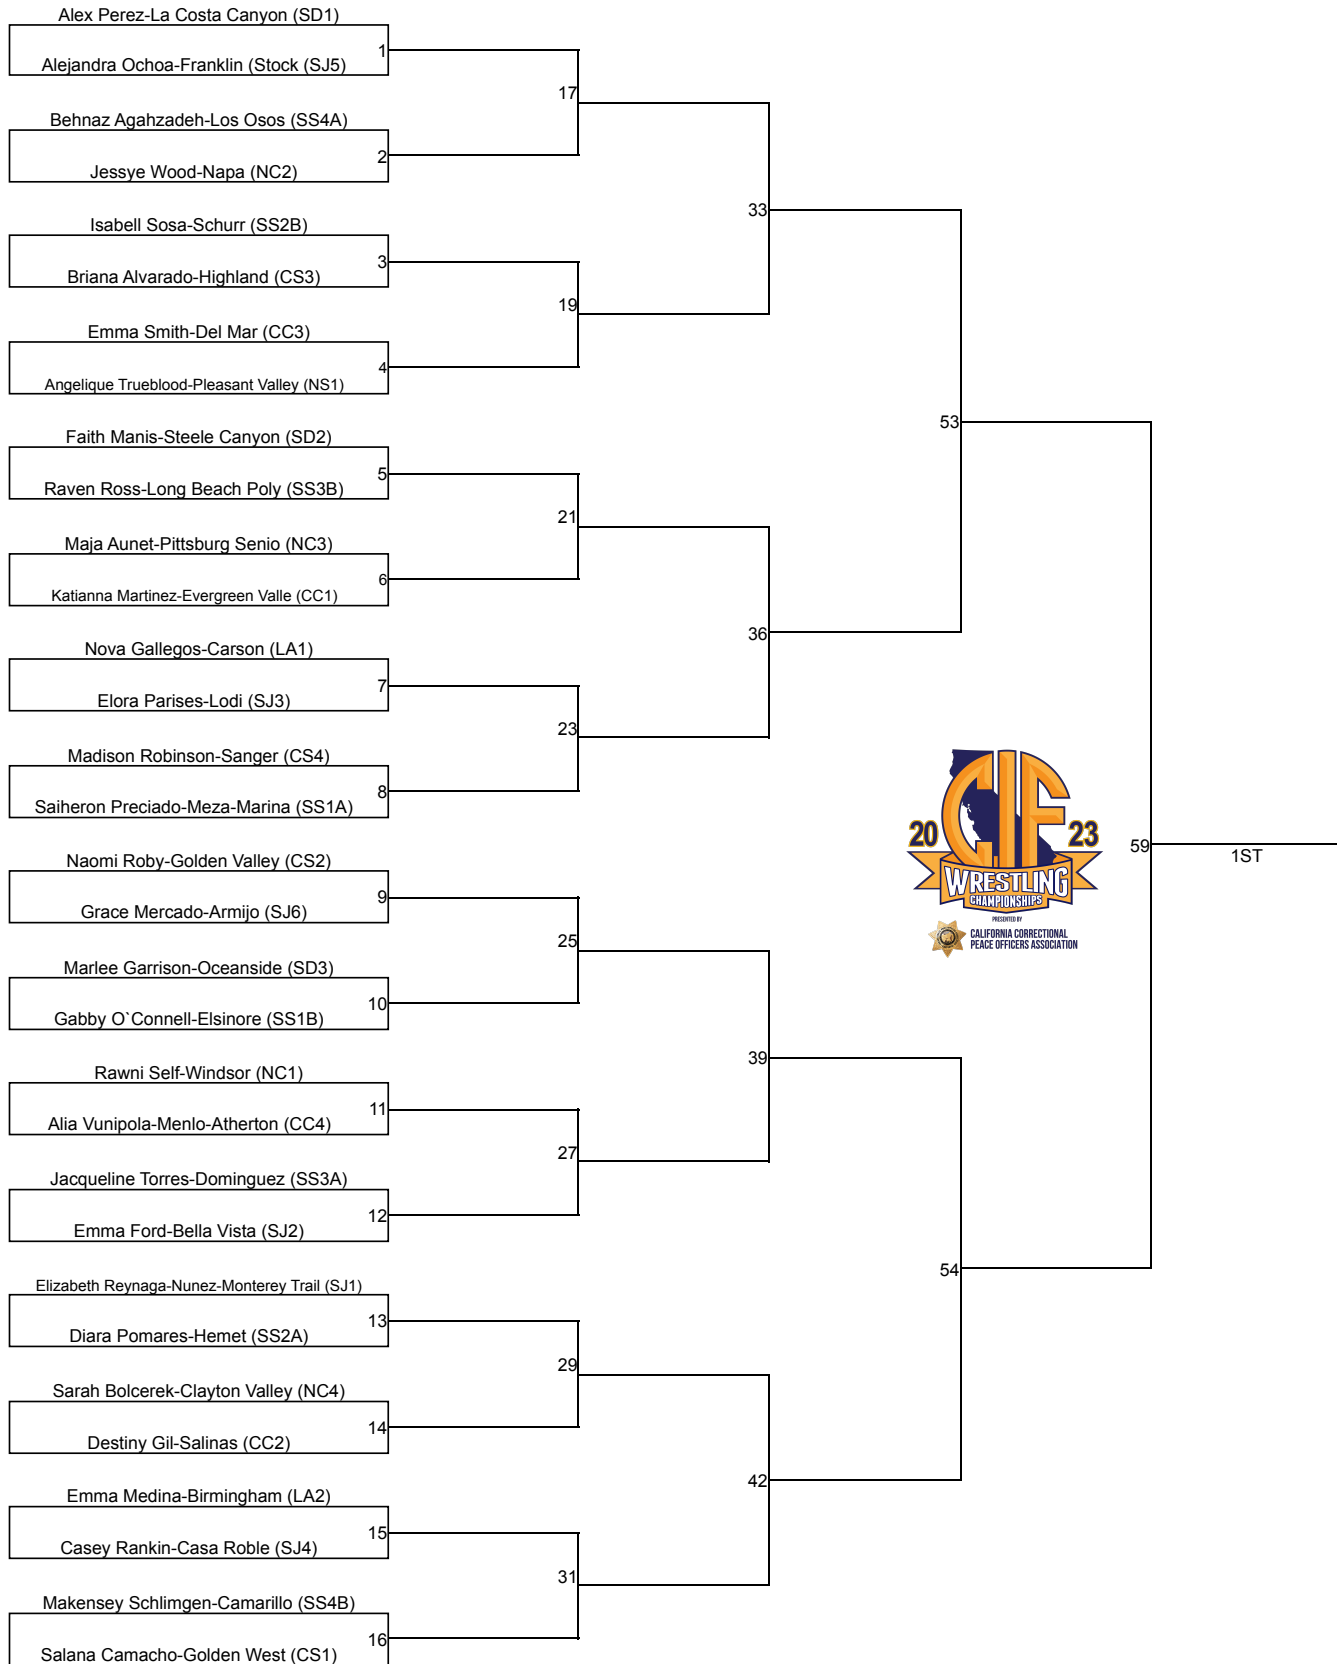 Alex Perez-La Costa Canyon (SD1)
1
Alejandra Ochoa-Franklin (Stock (SJ5)
17
Behnaz Agahzadeh-Los Osos (SS4A)
2
Jessye Wood-Napa (NC2)
33
Isabell Sosa-Schurr (SS2B)
3
Briana Alvarado-Highland (CS3)
19
Emma Smith-Del Mar (CC3)
4
Angelique Trueblood-Pleasant Valley (NS1)
53
Faith Manis-Steele Canyon (SD2)
5
Raven Ross-Long Beach Poly (SS3B)
21
Maja Aunet-Pittsburg Senio (NC3)
6
Katianna Martinez-Evergreen Valle (CC1)
36
Nova Gallegos-Carson (LA1)
7
Elora Parises-Lodi (SJ3)
23
Madison Robinson-Sanger (CS4)
8
Saiheron Preciado-Meza-Marina (SS1A)
20 CIF 23
WRESTLING
CHAMPIONSHIPS
PRESENTED BY
CALIFORNIA CORRECTIONAL
PEACE OFFICERS ASSOCIATION
59
1ST
Naomi Roby-Golden Valley (CS2)
9
Grace Mercado-Armijo (SJ6)
25
Marlee Garrison-Oceanside (SD3)
10
Gabby O`Connell-Elsinore (SS1B)
39
Rawni Self-Windsor (NC1)
11
Alia Vunipola-Menlo-Atherton (CC4)
27
Jacqueline Torres-Dominguez (SS3A)
12
Emma Ford-Bella Vista (SJ2)
54
Elizabeth Reynaga-Nunez-Monterey Trail (SJ1)
13
Diara Pomares-Hemet (SS2A)
29
Sarah Bolcerek-Clayton Valley (NC4)
14
Destiny Gil-Salinas (CC2)
42
Emma Medina-Birmingham (LA2)
15
Casey Rankin-Casa Roble (SJ4)
31
Makensey Schlimgen-Camarillo (SS4B)
16
Salana Camacho-Golden West (CS1)